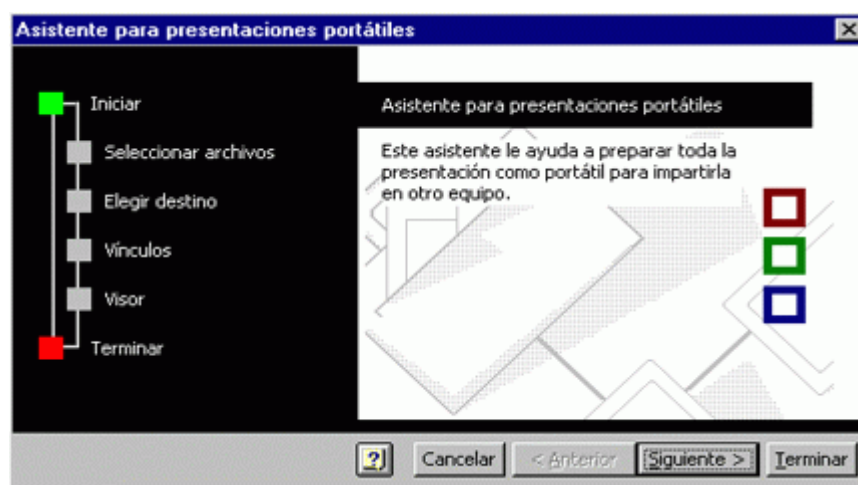 Asistente para presentaciones portátiles
Iniciar
Seleccionar archivos
Elegir destino
Vínculos
Visor
Terminar
Asistente para presentaciones portátiles
Este asistente le ayuda a preparar toda la
presentación como portátil para impartirla
en otro equipo.
Cancelar
< Anterior
Siguiente >
Terminar